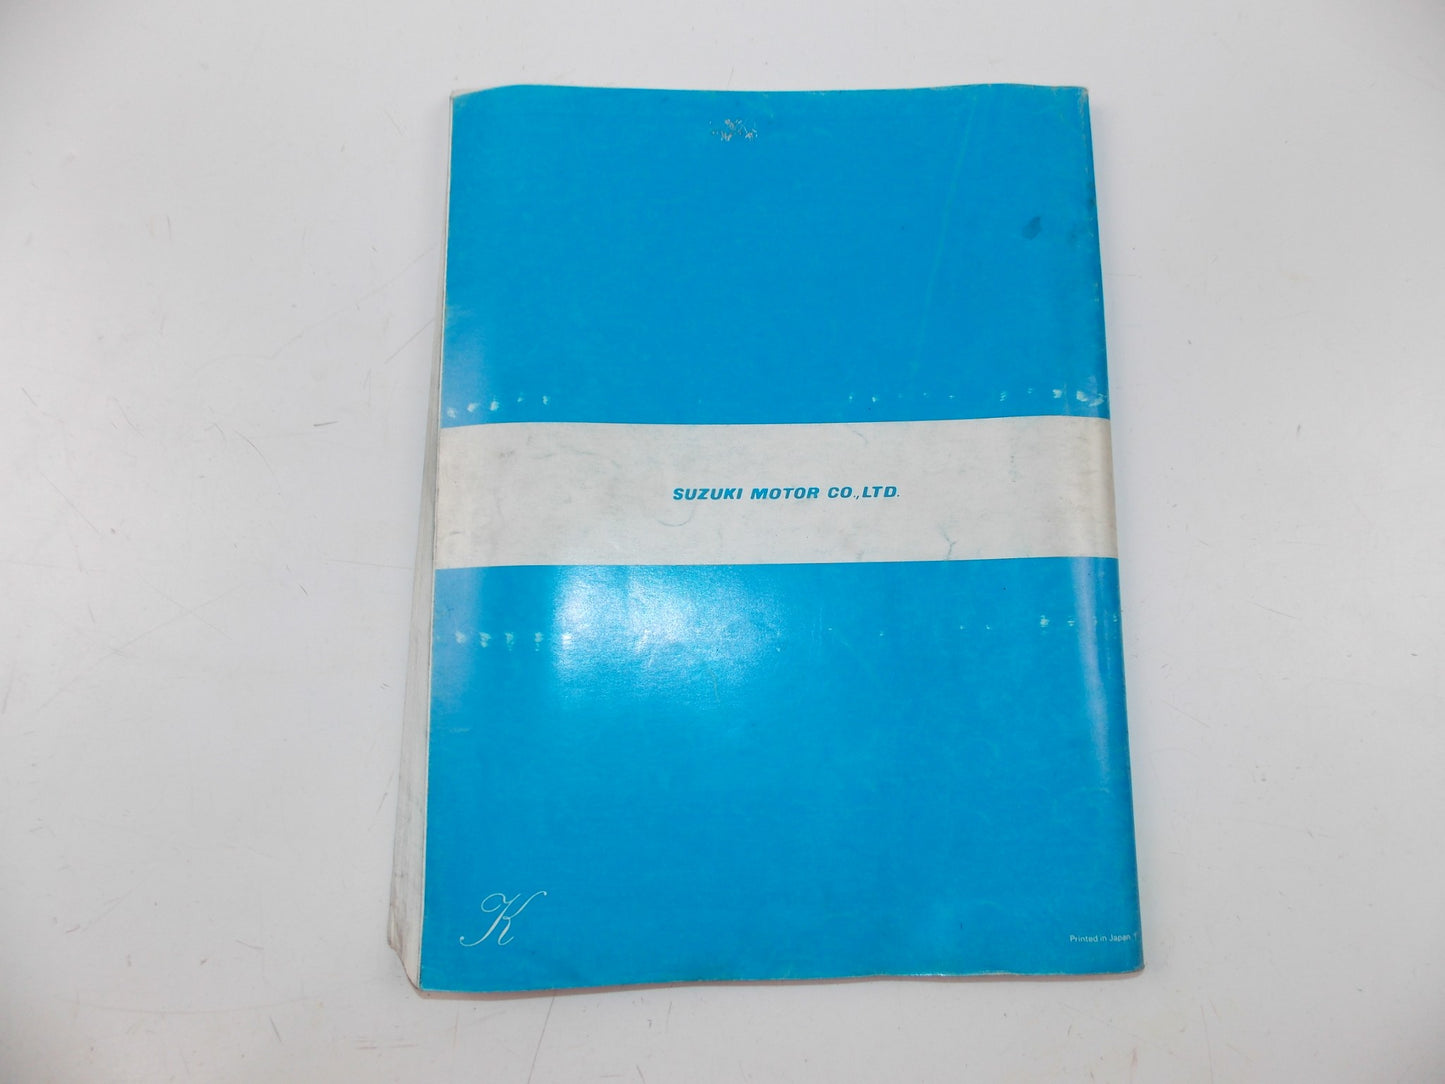 SUZUKI MOTOR CO.,LTD.
K
Printed in Japan